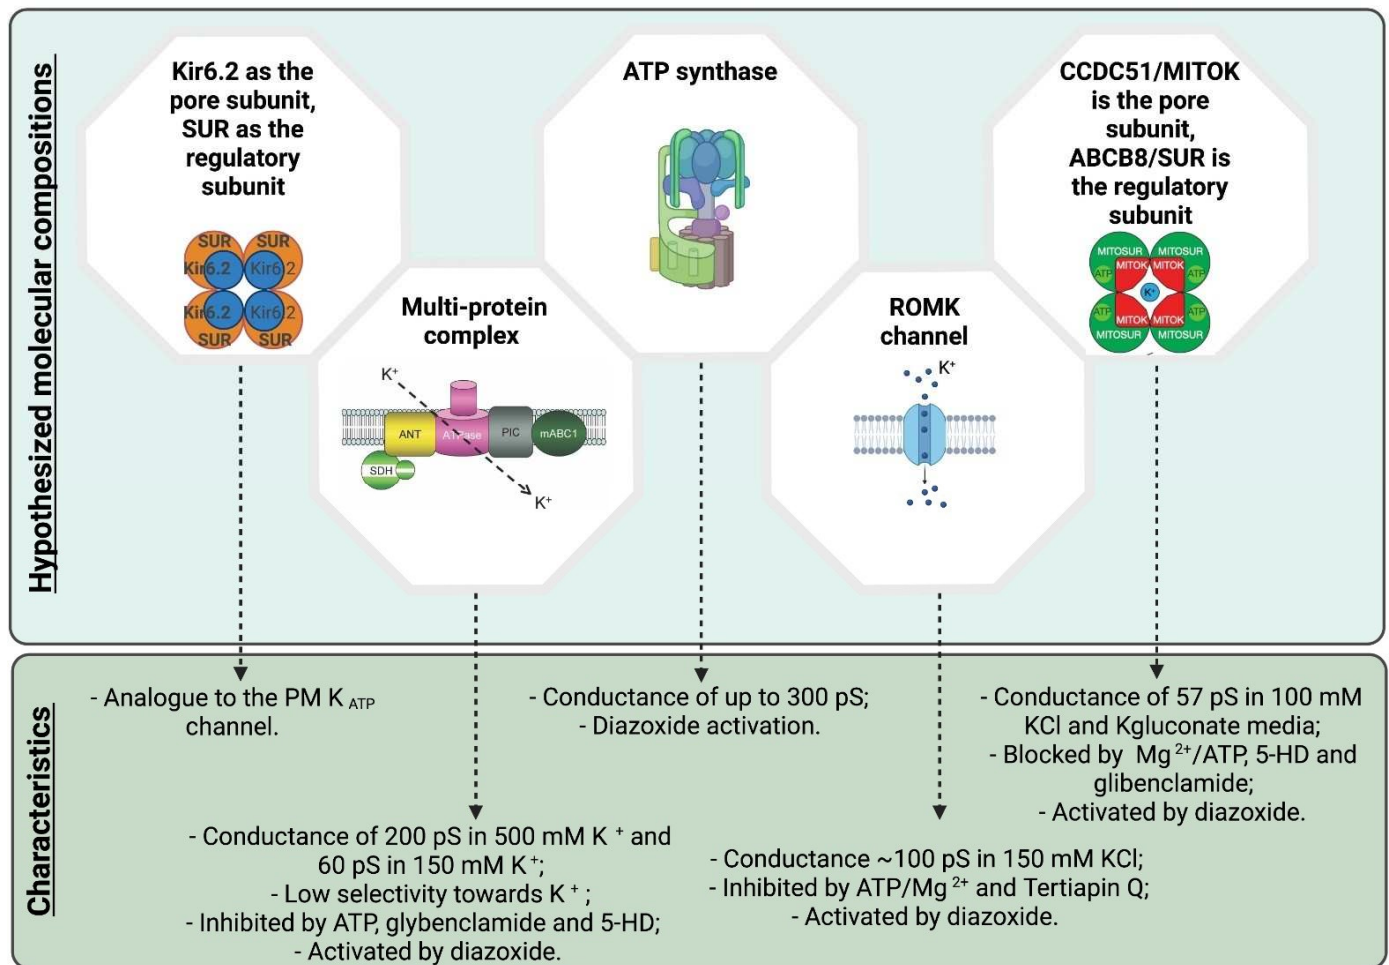 Hypothesized molecular compositions
Kir6.2 as the
pore subunit,
SUR as the
regulatory
subunit
SUR SUR
Kir6.2 Kir6.2
Kir6.2 Kir6.2
SUR SUR
Multi-protein
complex
K+
ANT ATPase PIC mABC1
SDH
K+
ATP synthase
ROMK
channel
K+
CCDC51/MITOK
is the pore
subunit,
ABCB8/SUR is
the regulatory
subunit
MITOSUR MITOSUR
MITOK MITOK
ATP ATP
K+
ATP ATP
MITOK MITOK
MITOSUR MITOSUR
Characteristics
- Analogue to the PM K ATP
channel.
- Conductance of 200 pS in 500 mM K + and
60 pS in 150 mM K +;
- Low selectivity towards K + ;
- Inhibited by ATP, glybenclamide and 5-HD;
- Activated by diazoxide.
- Conductance of up to 300 pS;
- Diazoxide activation.
- Conductance ~100 pS in 150 mM KCl;
- Inhibited by ATP/Mg 2+ and Tertiapin Q;
- Activated by diazoxide.
- Conductance of 57 pS in 100 mM
KCl and Kgluconate media;
- Blocked by Mg 2+/ATP, 5-HD and
glibenclamide;
- Activated by diazoxide.